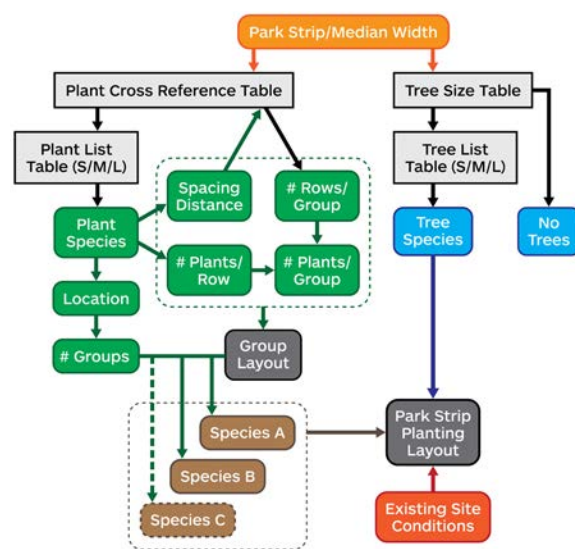 Park Strip/Median Width
Plant Cross Reference Table
Tree Size Table
Plant List
Table (S/M/L)
Tree List
Table (S/M/L)
Spacing
Distance
# Rows/
Group
Plant
Species
Tree
Species
No
Trees
# Plants/
Row
# Plants/
Group
Location
# Groups
Group
Layout
Species A
Park Strip
Planting
Layout
Species B
Species C
Existing Site
Conditions